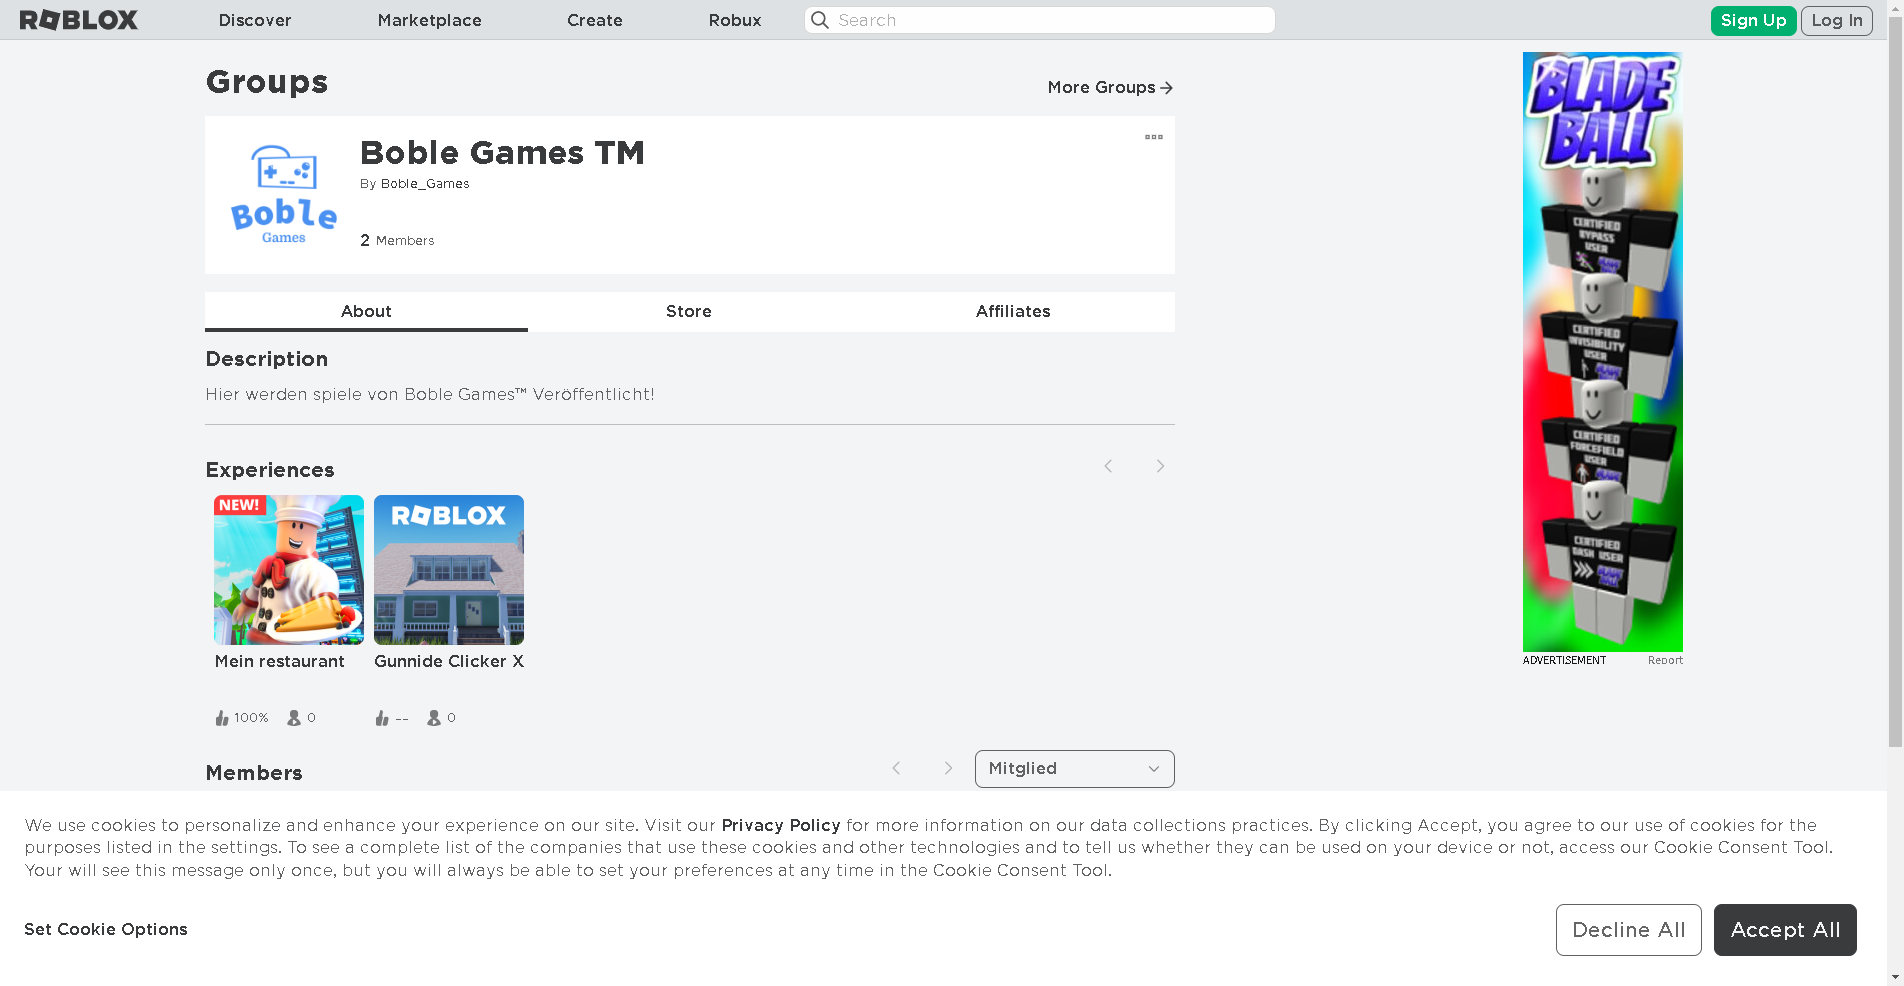 ROBLOX
Discover
Marketplace
Create
Robux
Search
Sign Up
Log In
Groups
More Groups
Boble Games TM
By Boble_Games
2 Members
Boble
Games
About
Store
Affiliates
Description
Hier werden spiele von Boble Games™ Veröffentlicht!
Experiences
NEW!
ROBLOX
Mein restaurant
Gunnide Clicker X
100%
0
--
0
Members
Mitglied
BLADE
BALL
CERTIFIED
BYPASS
USER
BLADE
BALL
CERTIFIED
INVISIBILITY
USER
BLADE
BALL
CERTIFIED
FORCEFIELD
USER
BLADE
BALL
CERTIFIED
DASH USER
BLADE
BALL
ADVERTISEMENT
Report
We use cookies to personalize and enhance your experience on our site. Visit our Privacy Policy for more information on our data collections practices. By clicking Accept, you agree to our use of cookies for the
purposes listed in the settings. To see a complete list of the companies that use these cookies and other technologies and to tell us whether they can be used on your device or not, access our Cookie Consent Tool.
Your will see this message only once, but you will always be able to set your preferences at any time in the Cookie Consent Tool.
Set Cookie Options
Decline All
Accept All